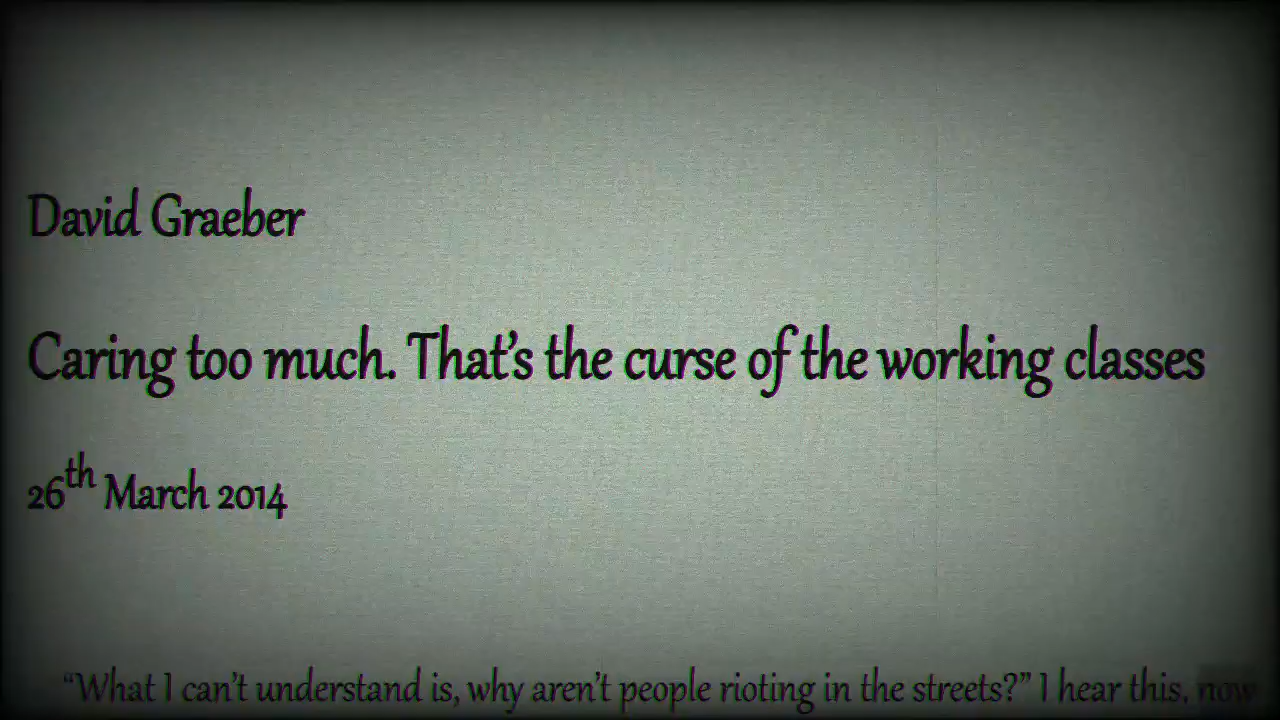 David Graeber
Caring too much. That's the curse of the working classes
26th March 2014
“What I can't understand is, why aren't people rioting in the streets?” I hear this, now